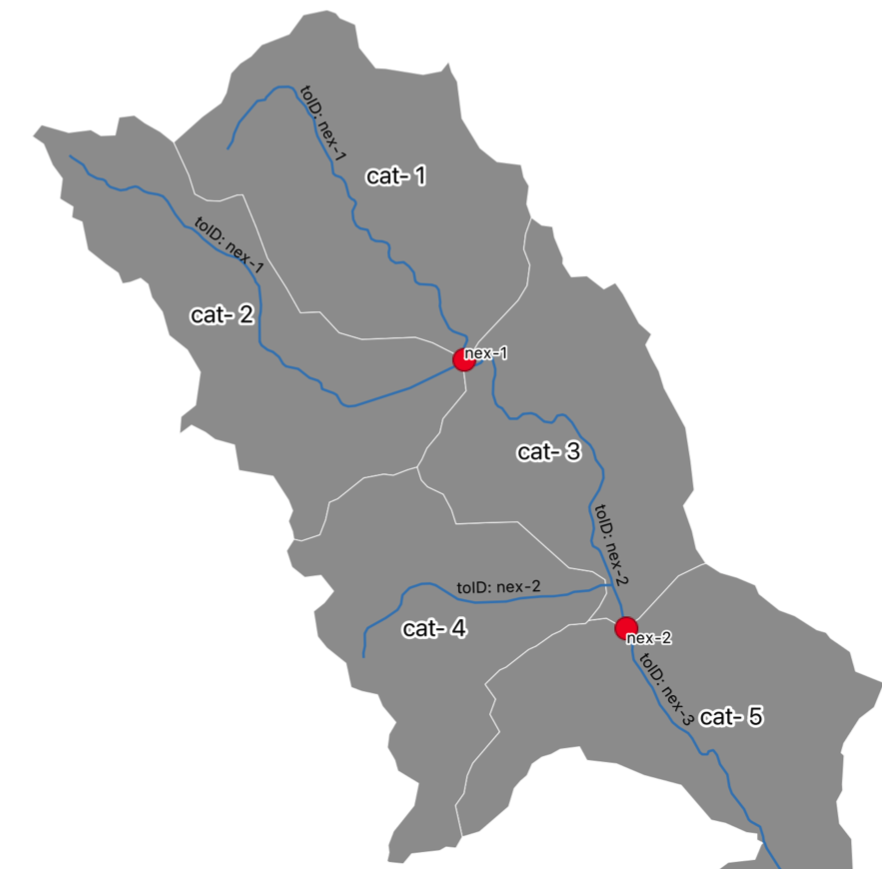 toID: nex-1
cat- 1
toID: nex-1
cat- 2
nex-1
cat- 3
toID: nex-2
toID: nex-2
cat- 4
nex-2
toID: nex-3
cat- 5